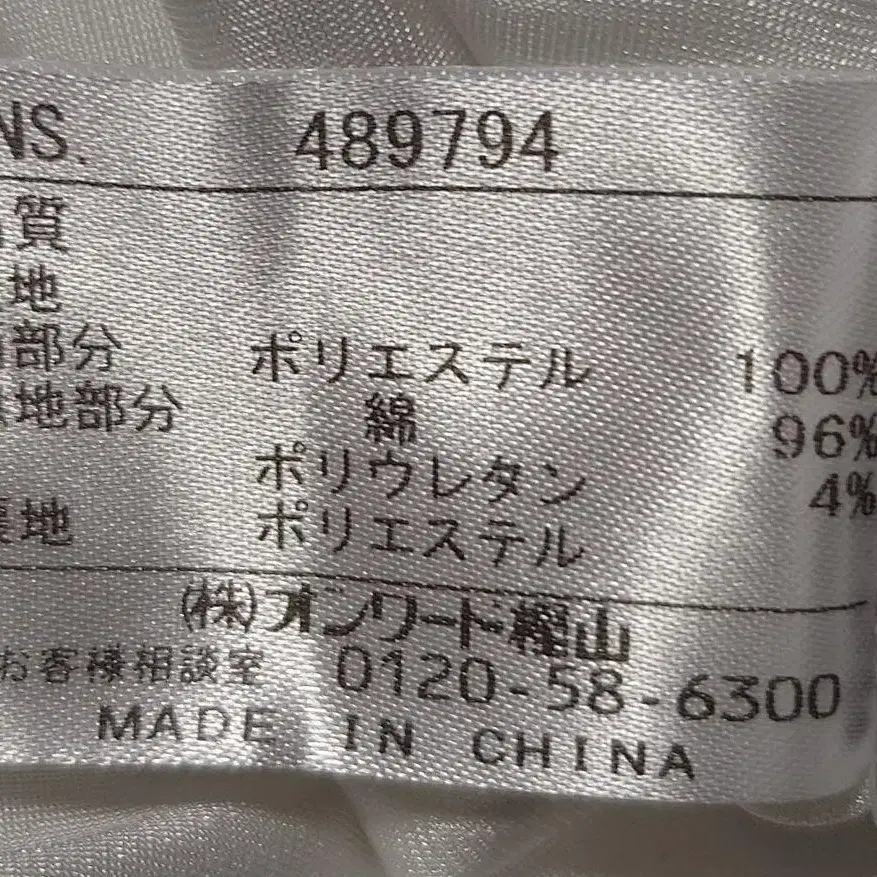 NS. 489794
質
地
部分 ポリエステル 100%
地部分 綿 96%
ポリウレタン 4%
地 ポリエステル
(株)オンワード樫山
お客様相談室 0120-58-6300
MADE IN CHINA